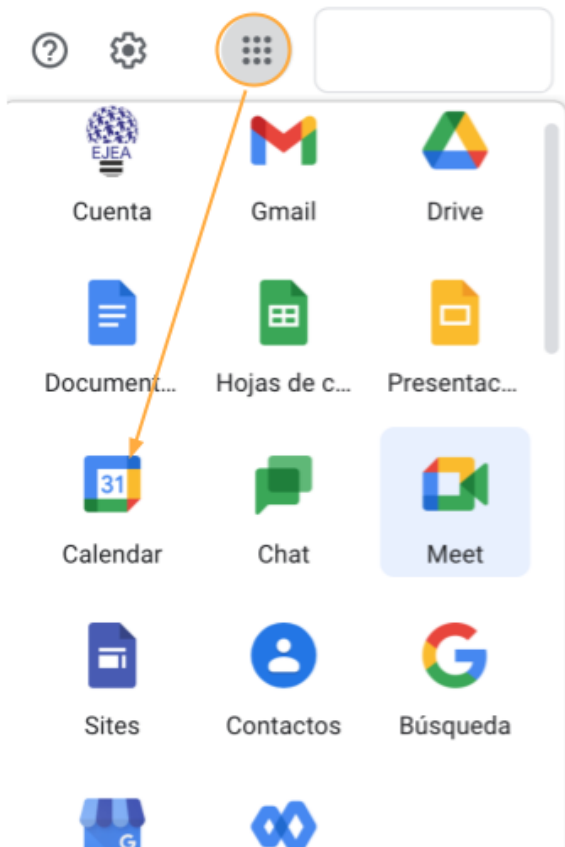 EJEA
Cuenta
Gmail
Drive
Document...
Hojas de c...
Presentac...
31
Calendar
Chat
Meet
Sites
Contactos
Búsqueda
G